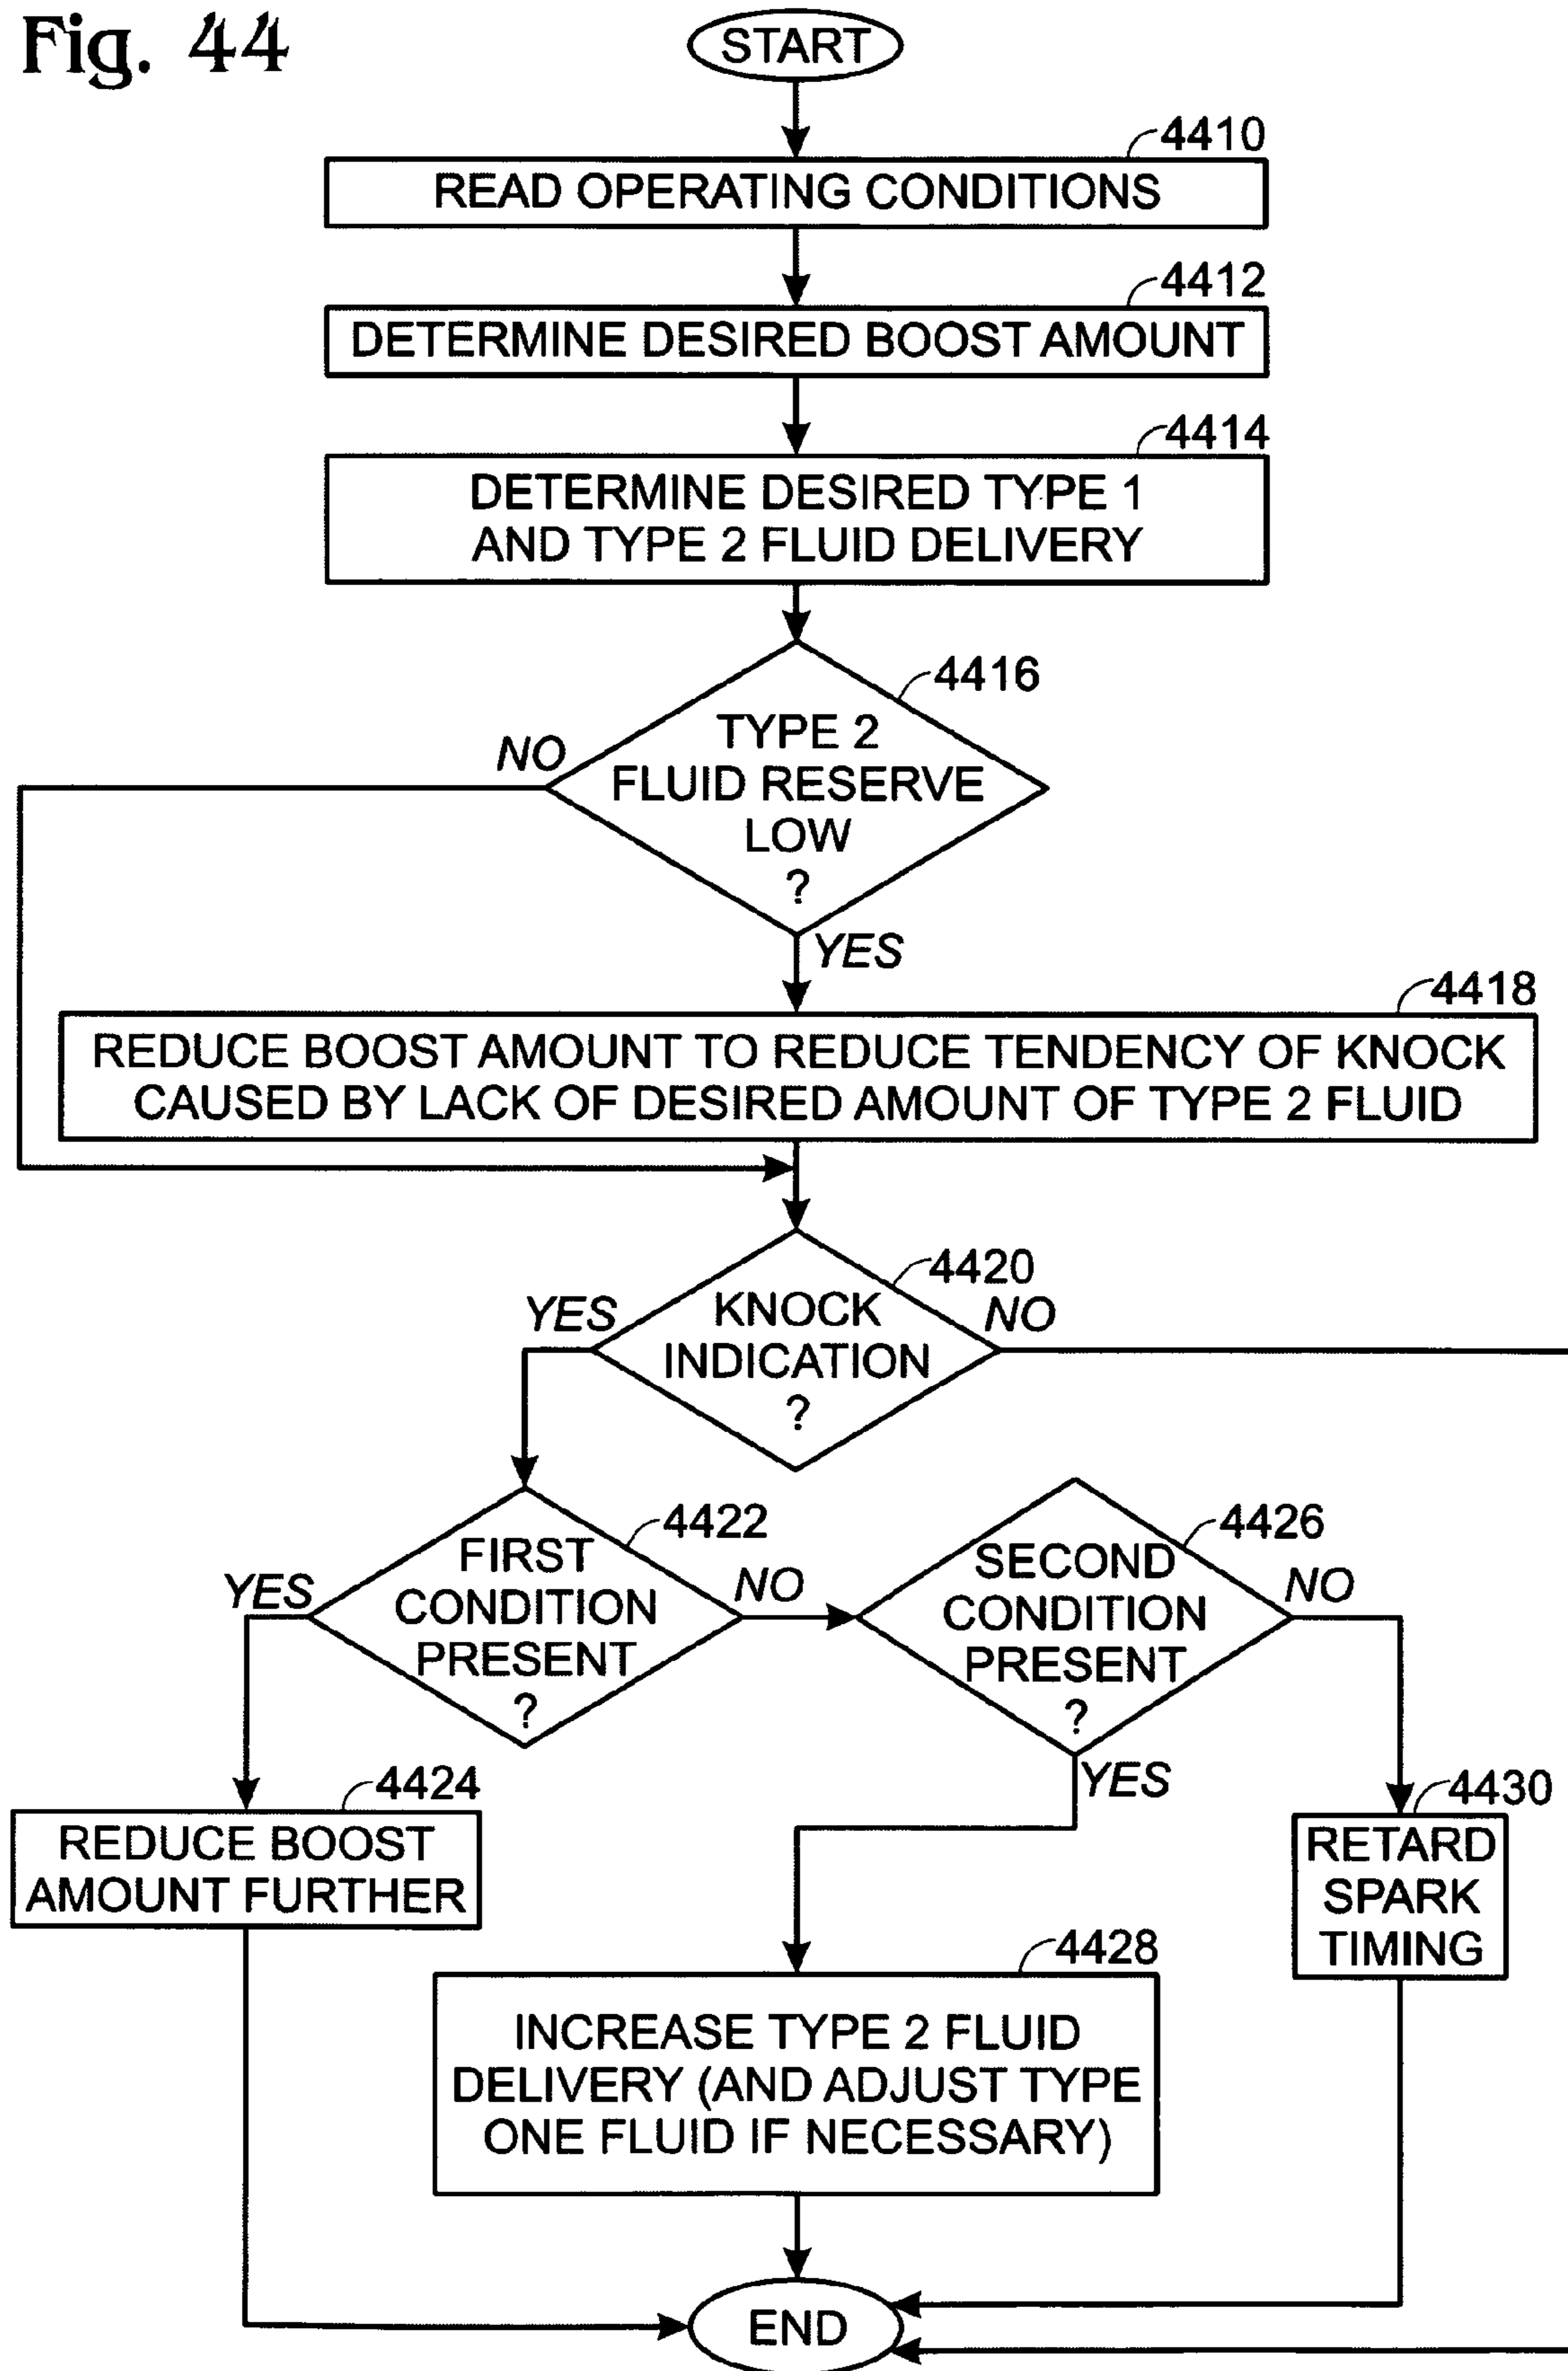 Fig. 44
START
4410
READ OPERATING CONDITIONS
4412
DETERMINE DESIRED BOOST AMOUNT
4414
DETERMINE DESIRED TYPE 1
AND TYPE 2 FLUID DELIVERY
4416
TYPE 2
FLUID RESERVE
LOW
?
NO
YES
4418
REDUCE BOOST AMOUNT TO REDUCE TENDENCY OF KNOCK
CAUSED BY LACK OF DESIRED AMOUNT OF TYPE 2 FLUID
4420
KNOCK
INDICATION
?
YES
NO
4422
FIRST
CONDITION
PRESENT
?
YES
NO
4426
SECOND
CONDITION
PRESENT
?
NO
YES
4424
REDUCE BOOST
AMOUNT FURTHER
4430
RETARD
SPARK
TIMING
4428
INCREASE TYPE 2 FLUID
DELIVERY (AND ADJUST TYPE
ONE FLUID IF NECESSARY)
END